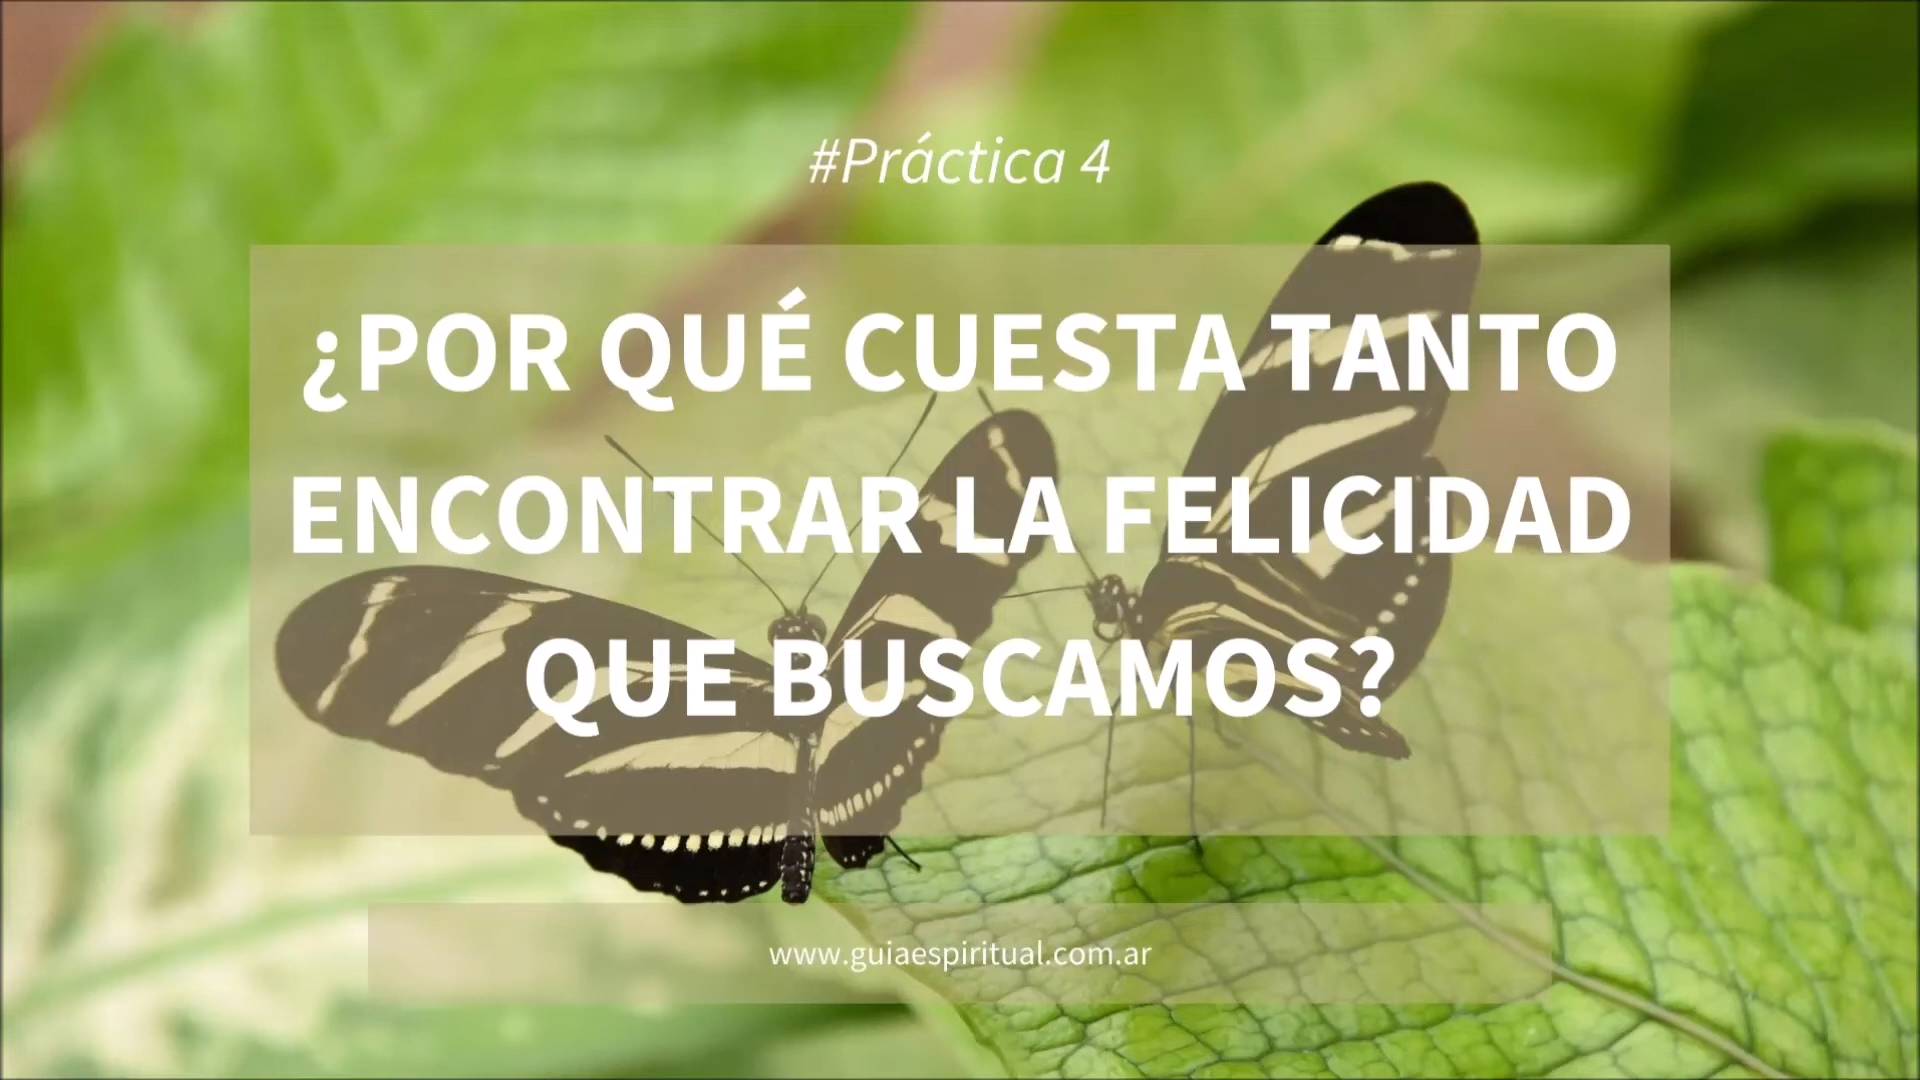 #Práctica 4
¿POR QUÉ CUESTA TANTO
ENCONTRAR LA FELICIDAD
QUE BUSCAMOS?
www.guiaespiritual.com.ar